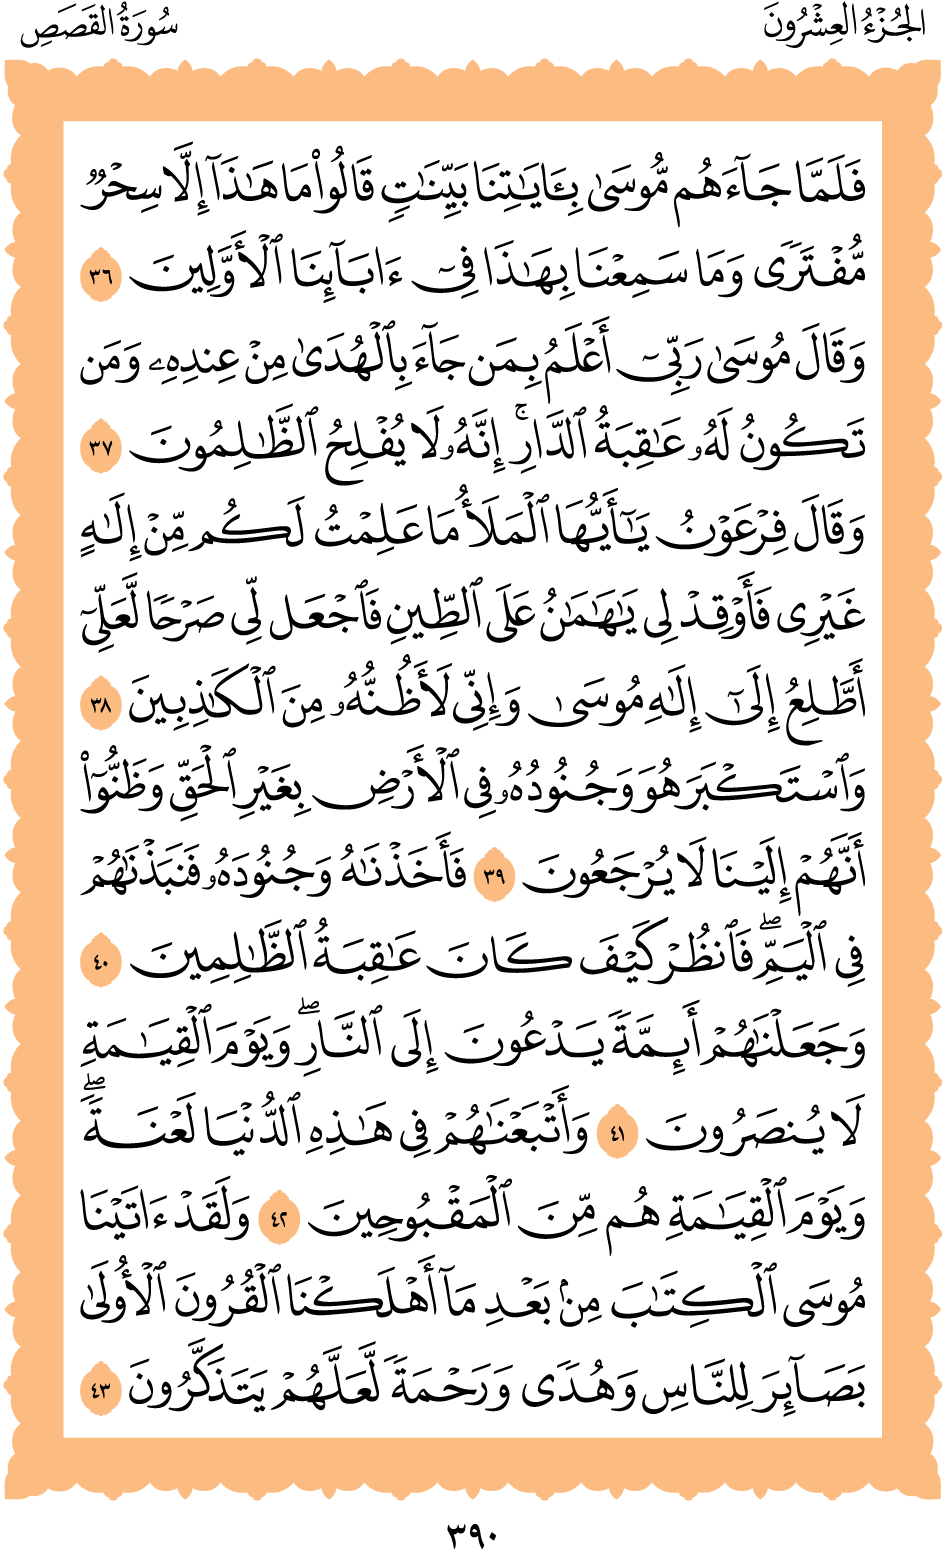 الجُزْءُ العِشْرُونَ
سُورَةُ القَصَصِ
فَلَمَّا جَآءَهُم مُّوسَىٰ بِـَٔايَٰتِنَا بَيِّنَٰتٍ قَالُوا۟ مَا هَٰذَآ إِلَّا سِحْرٌ
مُّفْتَرًى وَمَا سَمِعْنَا بِهَٰذَا فِىٓ ءَابَآئِنَا ٱلْأَوَّلِينَ ٣٦
وَقَالَ مُوسَىٰ رَبِّىٓ أَعْلَمُ بِمَن جَآءَ بِٱلْهُدَىٰ مِنْ عِندِهِۦ وَمَن
تَكُونُ لَهُۥ عَٰقِبَةُ ٱلدَّارِ ۚ إِنَّهُۥ لَا يُفْلِحُ ٱلظَّٰلِمُونَ ٣٧
وَقَالَ فِرْعَوْنُ يَٰٓأَيُّهَا ٱلْمَلَأُ مَا عَلِمْتُ لَكُم مِّنْ إِلَٰهٍ
غَيْرِى فَأَوْقِدْ لِى يَٰهَٰمَٰنُ عَلَى ٱلطِّينِ فَٱجْعَل لِّى صَرْحًا لَّعَلِّىٓ
أَطَّلِعُ إِلَىٰٓ إِلَٰهِ مُوسَىٰ وَإِنِّى لَأَظُنُّهُۥ مِنَ ٱلْكَٰذِبِينَ ٣٨
وَٱسْتَكْبَرَ هُوَ وَجُنُودُهُۥ فِى ٱلْأَرْضِ بِغَيْرِ ٱلْحَقِّ وَظَنُّوٓا۟
أَنَّهُمْ إِلَيْنَا لَا يُرْجَعُونَ ٣٩ فَأَخَذْنَٰهُ وَجُنُودَهُۥ فَنَبَذْنَٰهُمْ
فِى ٱلْيَمِّ ۖ فَٱنظُرْ كَيْفَ كَانَ عَٰقِبَةُ ٱلظَّٰلِمِينَ ٤٠
وَجَعَلْنَٰهُمْ أَئِمَّةً يَدْعُونَ إِلَى ٱلنَّارِ ۖ وَيَوْمَ ٱلْقِيَٰمَةِ
لَا يُنصَرُونَ ٤١ وَأَتْبَعْنَٰهُمْ فِى هَٰذِهِ ٱلدُّنْيَا لَعْنَةً ۖ
وَيَوْمَ ٱلْقِيَٰمَةِ هُم مِّنَ ٱلْمَقْبُوحِينَ ٤٢ وَلَقَدْ ءَاتَيْنَا
مُوسَى ٱلْكِتَٰبَ مِنۢ بَعْدِ مَآ أَهْلَكْنَا ٱلْقُرُونَ ٱلْأُولَىٰ
بَصَآئِرَ لِلنَّاسِ وَهُدًى وَرَحْمَةً لَّعَلَّهُمْ يَتَذَكَّرُونَ ٤٣
٣٩٠